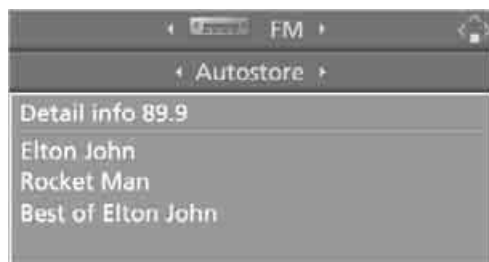 FM
Autostore
Detail info 89.9
Elton John
Rocket Man
Best of Elton John